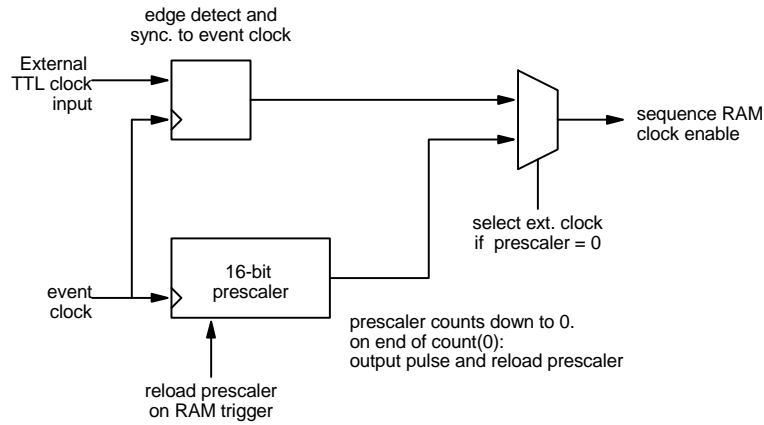 edge detect and
sync. to event clock
External
TTL clock
input
sequence RAM
clock enable
select ext. clock
if prescaler = 0
16-bit
prescaler
event
clock
prescaler counts down to 0.
on end of count(0):
output pulse and reload prescaler
reload prescaler
on RAM trigger